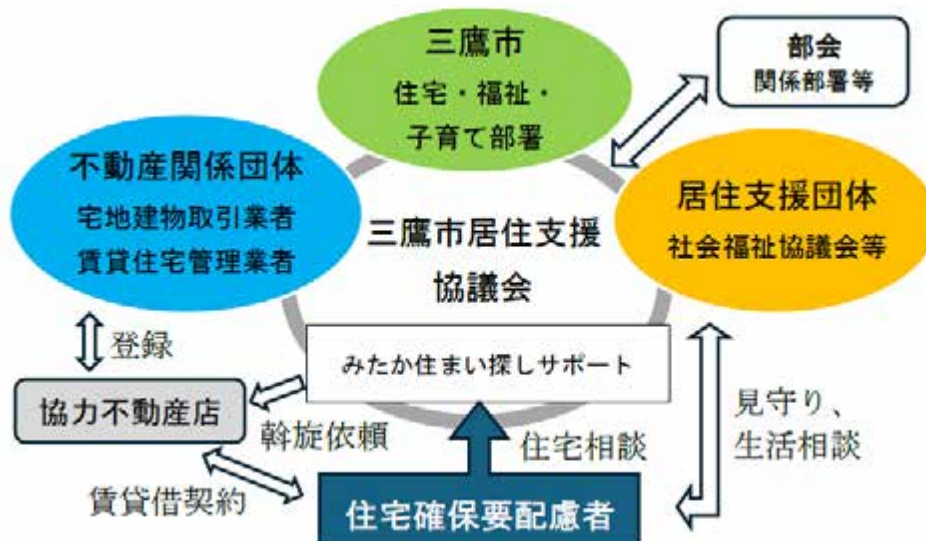 三鷹市
住宅・福祉・
子育て部署
部会
関係部署等
不動産関係団体
宅地建物取引業者
賃貸住宅管理業者
三鷹市居住支援
協議会
居住支援団体
社会福祉協議会等
登録
みたか住まい探しサポート
協力不動産店
斡旋依頼
住宅相談
見守り、
生活相談
賃貸借契約
住宅確保要配慮者